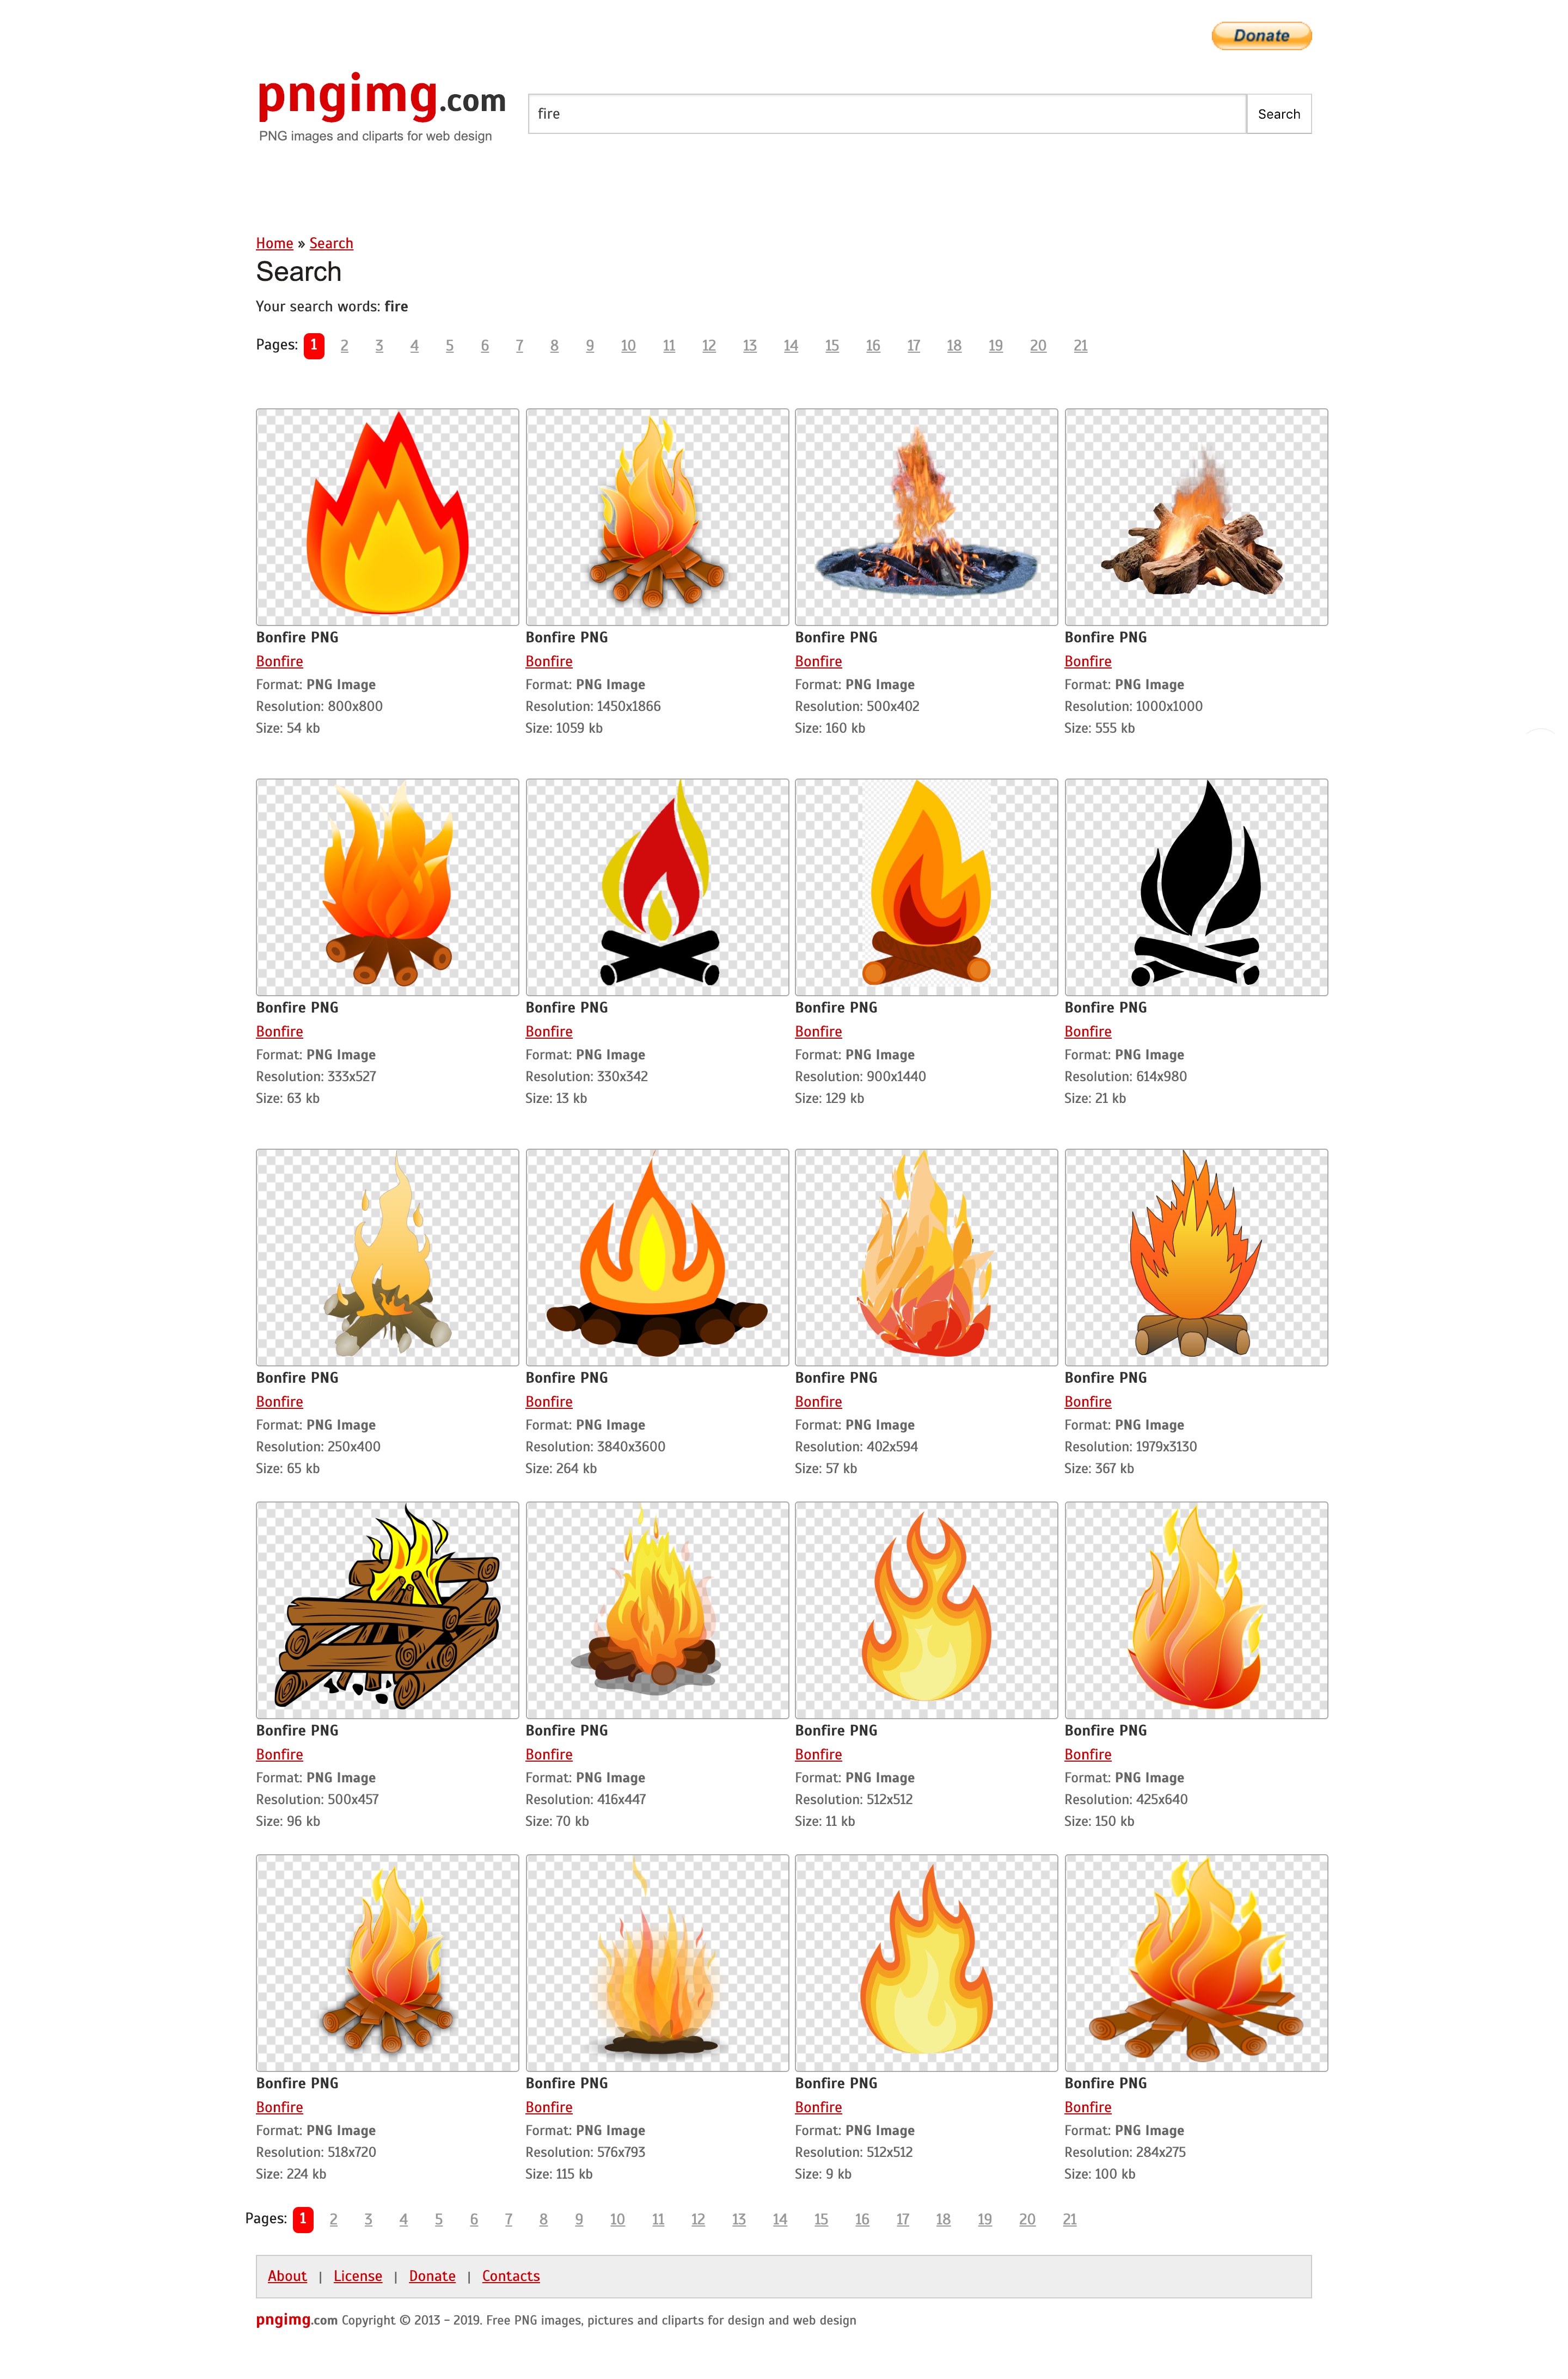 Donate
pngimg.com
PNG images and cliparts for web design
fire
Search
Home » Search
Search
Your search words: fire
Pages: 1 2 3 4 5 6 7 8 9 10 11 12 13 14 15 16 17 18 19 20 21
Bonfire PNG Bonfire PNG Bonfire PNG Bonfire PNG
Bonfire Bonfire Bonfire Bonfire
Format: PNG Image Format: PNG Image Format: PNG Image Format: PNG Image
Resolution: 800x800 Resolution: 1450x1866 Resolution: 500x402 Resolution: 1000x1000
Size: 54 kb Size: 1059 kb Size: 160 kb Size: 555 kb
Bonfire PNG Bonfire PNG Bonfire PNG Bonfire PNG
Bonfire Bonfire Bonfire Bonfire
Format: PNG Image Format: PNG Image Format: PNG Image Format: PNG Image
Resolution: 333x527 Resolution: 330x342 Resolution: 900x1440 Resolution: 614x980
Size: 63 kb Size: 13 kb Size: 129 kb Size: 21 kb
Bonfire PNG Bonfire PNG Bonfire PNG Bonfire PNG
Bonfire Bonfire Bonfire Bonfire
Format: PNG Image Format: PNG Image Format: PNG Image Format: PNG Image
Resolution: 250x400 Resolution: 3840x3600 Resolution: 402x594 Resolution: 1979x3130
Size: 65 kb Size: 264 kb Size: 57 kb Size: 367 kb
Bonfire PNG Bonfire PNG Bonfire PNG Bonfire PNG
Bonfire Bonfire Bonfire Bonfire
Format: PNG Image Format: PNG Image Format: PNG Image Format: PNG Image
Resolution: 500x457 Resolution: 416x447 Resolution: 512x512 Resolution: 425x640
Size: 96 kb Size: 70 kb Size: 11 kb Size: 150 kb
Bonfire PNG Bonfire PNG Bonfire PNG Bonfire PNG
Bonfire Bonfire Bonfire Bonfire
Format: PNG Image Format: PNG Image Format: PNG Image Format: PNG Image
Resolution: 518x720 Resolution: 576x793 Resolution: 512x512 Resolution: 284x275
Size: 224 kb Size: 115 kb Size: 9 kb Size: 100 kb
Pages: 1 2 3 4 5 6 7 8 9 10 11 12 13 14 15 16 17 18 19 20 21
About | License | Donate | Contacts
pngimg.com Copyright © 2013 - 2019. Free PNG images, pictures and cliparts for design and web design